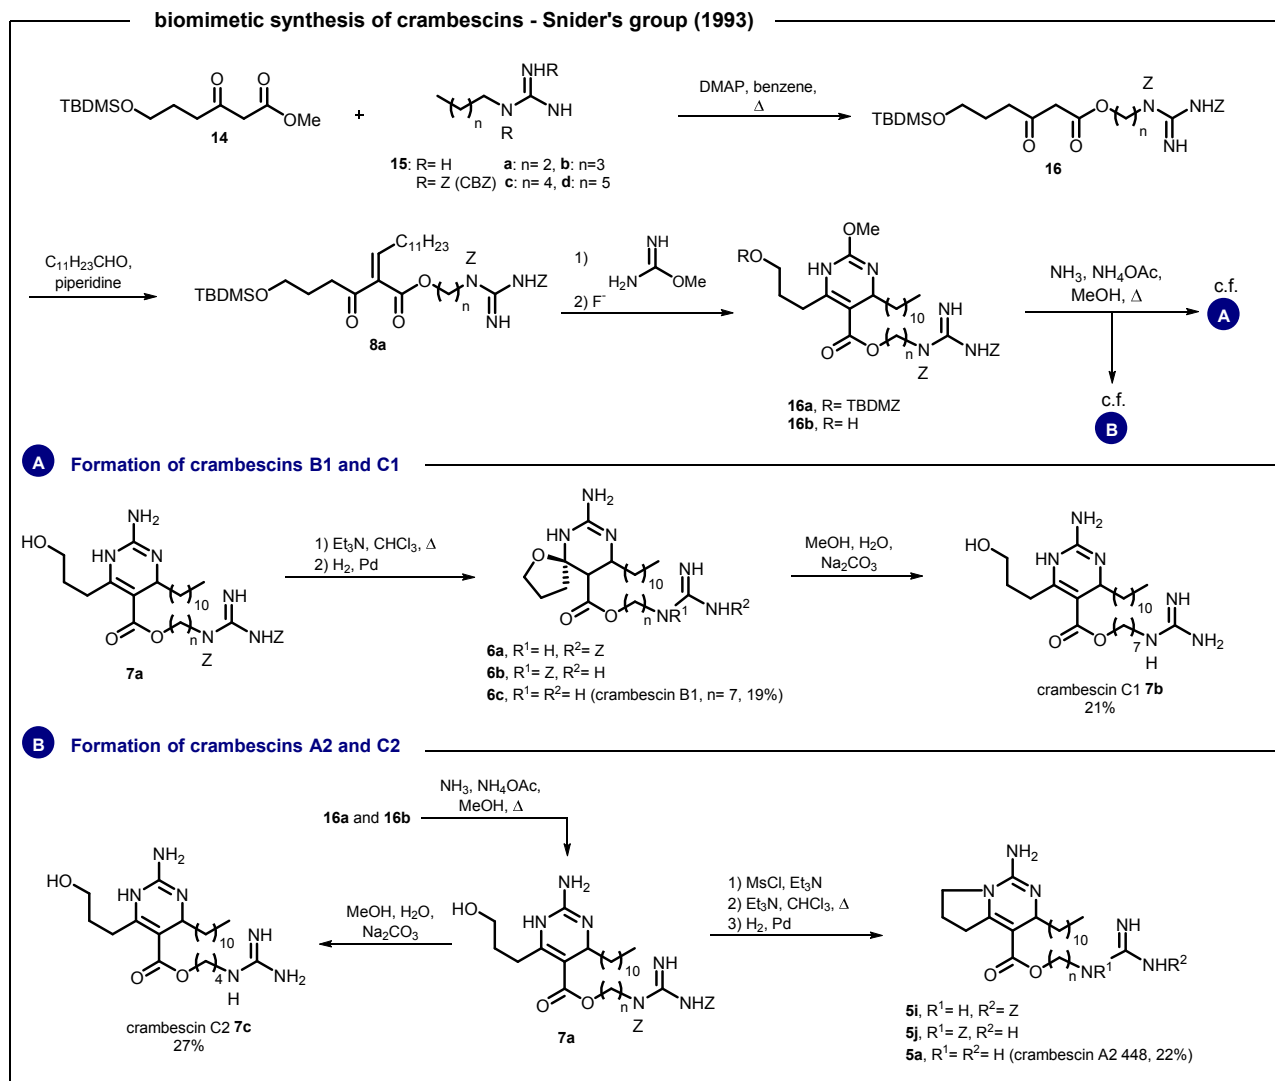 biomimetic synthesis of crambescins - Snider's group (1993)
TBDMSO
O
O
OMe
14
+
NR
N
NH
R
n
15: R= H a: n= 2, b: n=3
R= Z (CBZ) c: n= 4, d: n= 5
DMAP, benzene,
Δ
TBDMSO
O
O
O
n
Z
N
NHZ
NH
16
C11H23CHO,
piperidine
TBDMSO
C11H23
O
O
O
n
Z
N
NHZ
NH
8a
1)
NH
H2N
OMe
2) F-
OMe
RO
HN
N
10
O
O
n
N
Z
NH
NHZ
16a, R= TBDMZ
16b, R= H
NH3, NH4OAc,
MeOH, Δ
c.f.
A
c.f.
B
A Formation of crambescins B1 and C1
NH2
HO
HN
N
10
O
O
n
N
Z
NH
NHZ
7a
1) Et3N, CHCl3, Δ
2) H2, Pd
NH2
HN
N
O
10
O
O
n
NR1
NH
NHR2
6a, R1= H, R2= Z
6b, R1= Z, R2= H
6c, R1= R2= H (crambescin B1, n= 7, 19%)
MeOH, H2O,
Na2CO3
NH2
HO
HN
N
10
O
O
7
N
H
NH
NH2
crambescin C1 7b
21%
B Formation of crambescins A2 and C2
16a and 16b
NH3, NH4OAc,
MeOH, Δ
NH2
HO
HN
N
10
O
O
4
N
H
NH
NH2
crambescin C2 7c
27%
MeOH, H2O,
Na2CO3
NH2
HO
HN
N
10
O
O
n
N
Z
NH
NHZ
7a
1) MsCl, Et3N
2) Et3N, CHCl3, Δ
3) H2, Pd
NH2
N
N
10
O
O
n
NR1
NH
NHR2
5i, R1= H, R2= Z
5j, R1= Z, R2= H
5a, R1= R2= H (crambescin A2 448, 22%)